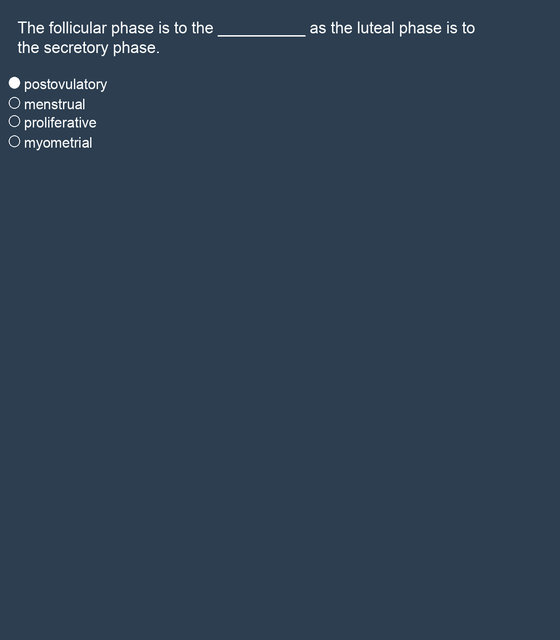 The follicular phase is to the __________ as the luteal phase is to
the secretory phase.
postovulatory
menstrual
proliferative
myometrial